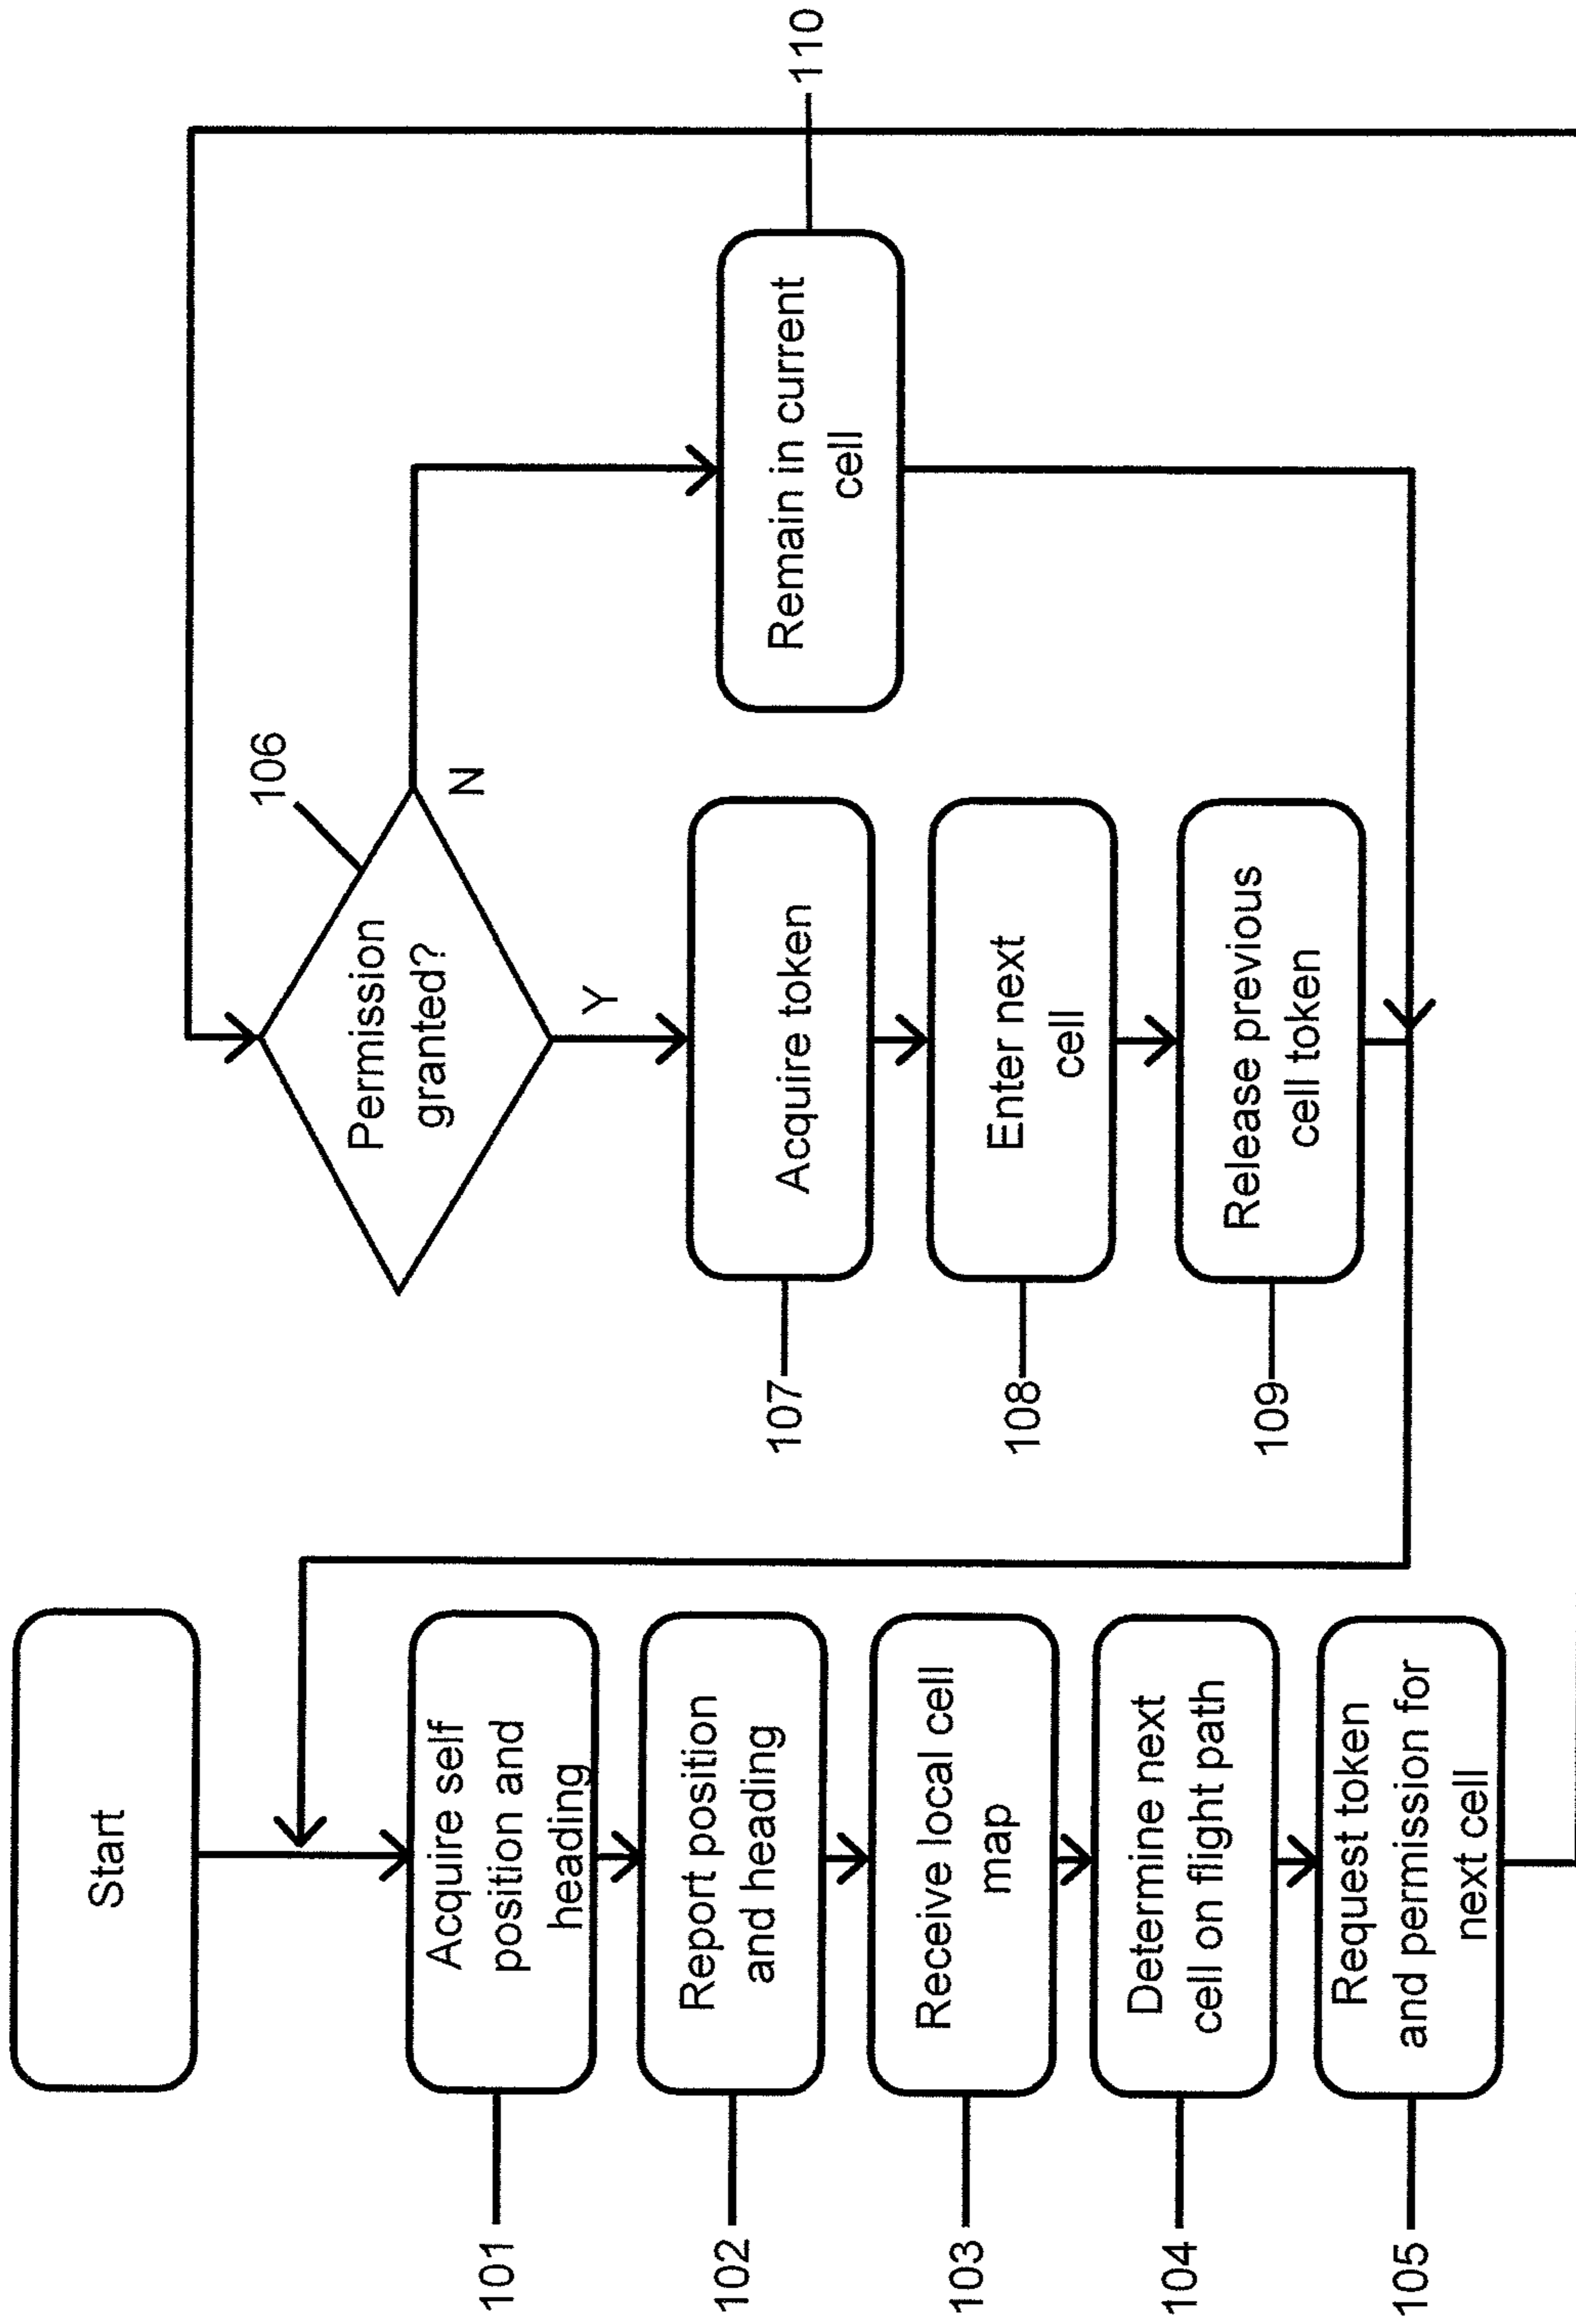 Start
101
Acquire self
position and
heading
102
Report position
and heading
103
Receive local cell
map
104
Determine next
cell on flight path
105
Request token
and permission for
next cell
106
Permission
granted?
Y
N
107
Acquire token
108
Enter next
cell
109
Release previous
cell token
Remain in current
cell
110